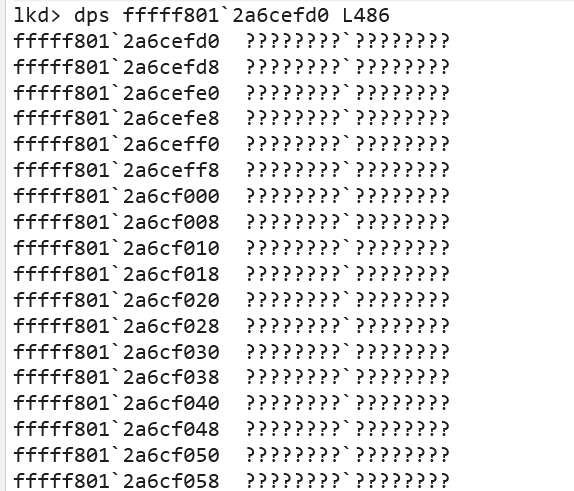 lkd> dps fffff801`2a6cefd0 L486
fffff801`2a6cefd0  ????????`????????
fffff801`2a6cefd8  ????????`????????
fffff801`2a6cefe0  ????????`????????
fffff801`2a6cefe8  ????????`????????
fffff801`2a6ceff0  ????????`????????
fffff801`2a6ceff8  ????????`????????
fffff801`2a6cf000  ????????`????????
fffff801`2a6cf008  ????????`????????
fffff801`2a6cf010  ????????`????????
fffff801`2a6cf018  ????????`????????
fffff801`2a6cf020  ????????`????????
fffff801`2a6cf028  ????????`????????
fffff801`2a6cf030  ????????`????????
fffff801`2a6cf038  ????????`????????
fffff801`2a6cf040  ????????`????????
fffff801`2a6cf048  ????????`????????
fffff801`2a6cf050  ????????`????????
fffff801`2a6cf058  ????????`????????